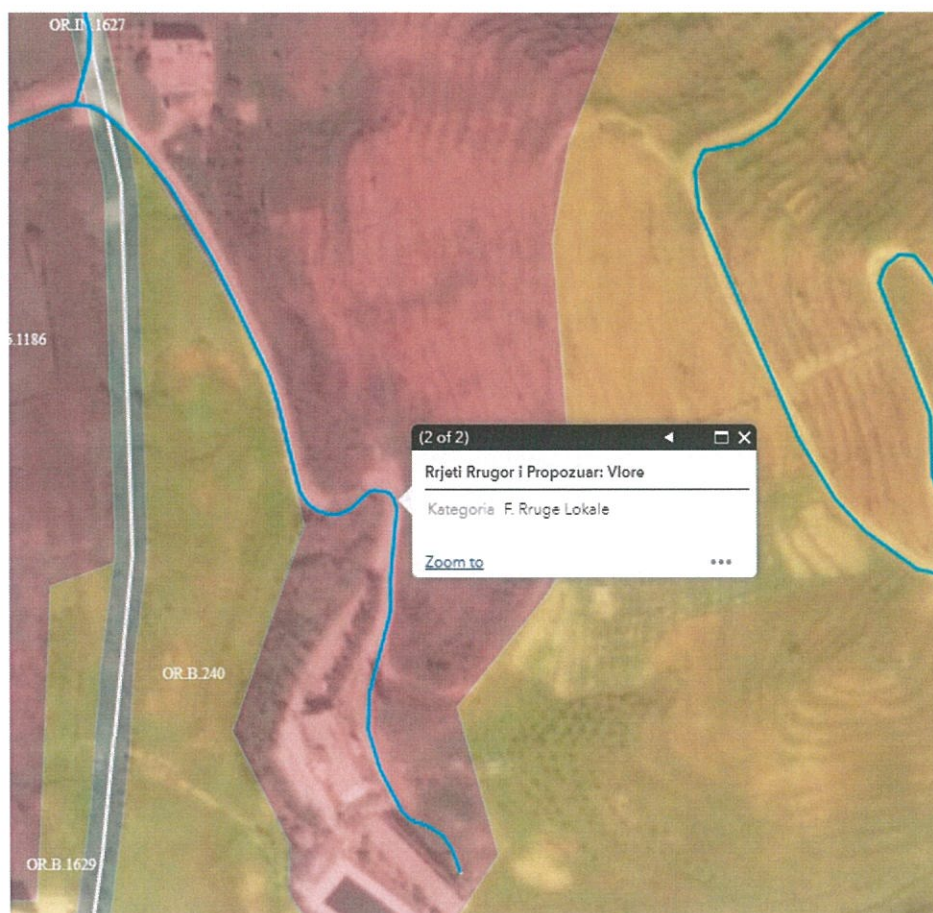 OR.IN.1627
.1186
(2 of 2)
Rrjeti Rrugor i Propozuar: Vlore
Kategoria F. Rruge Lokale
Zoom to
OR.B.240
OR.B.1629